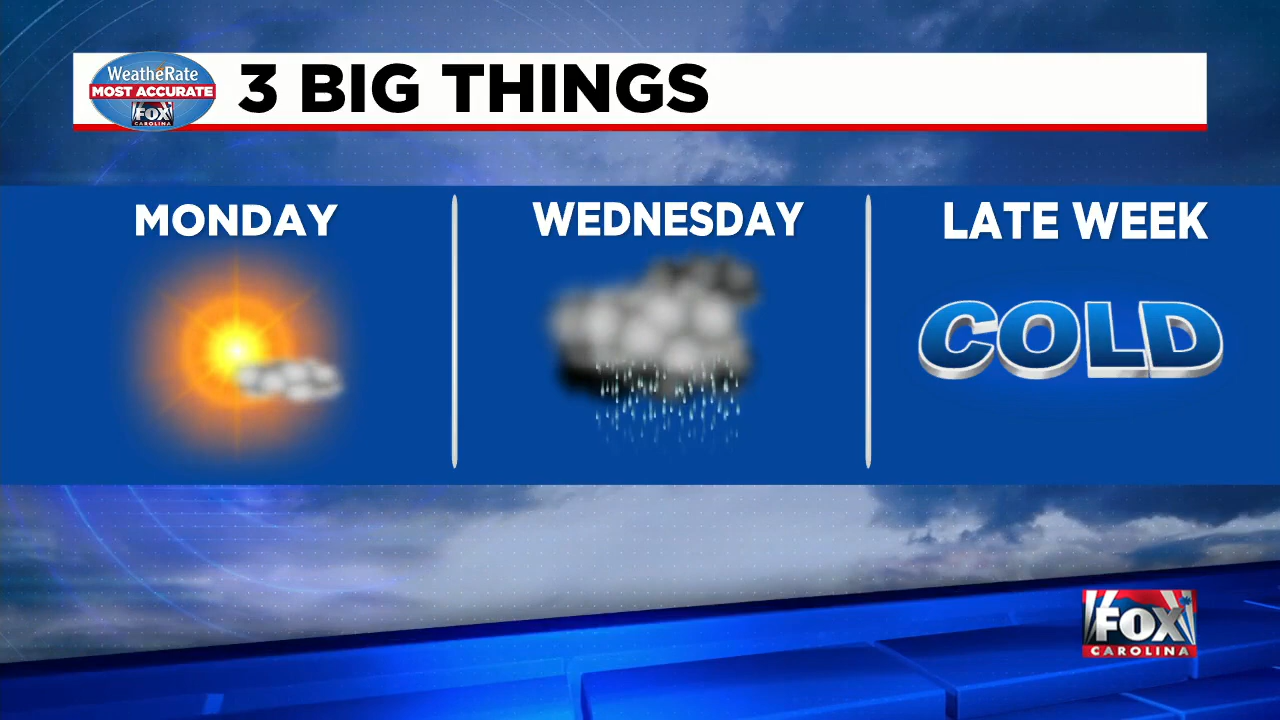 WeatheRate
MOST ACCURATE
FOX
CAROLINA
3 BIG THINGS
MONDAY
WEDNESDAY
LATE WEEK
COLD
FOX
CAROLINA